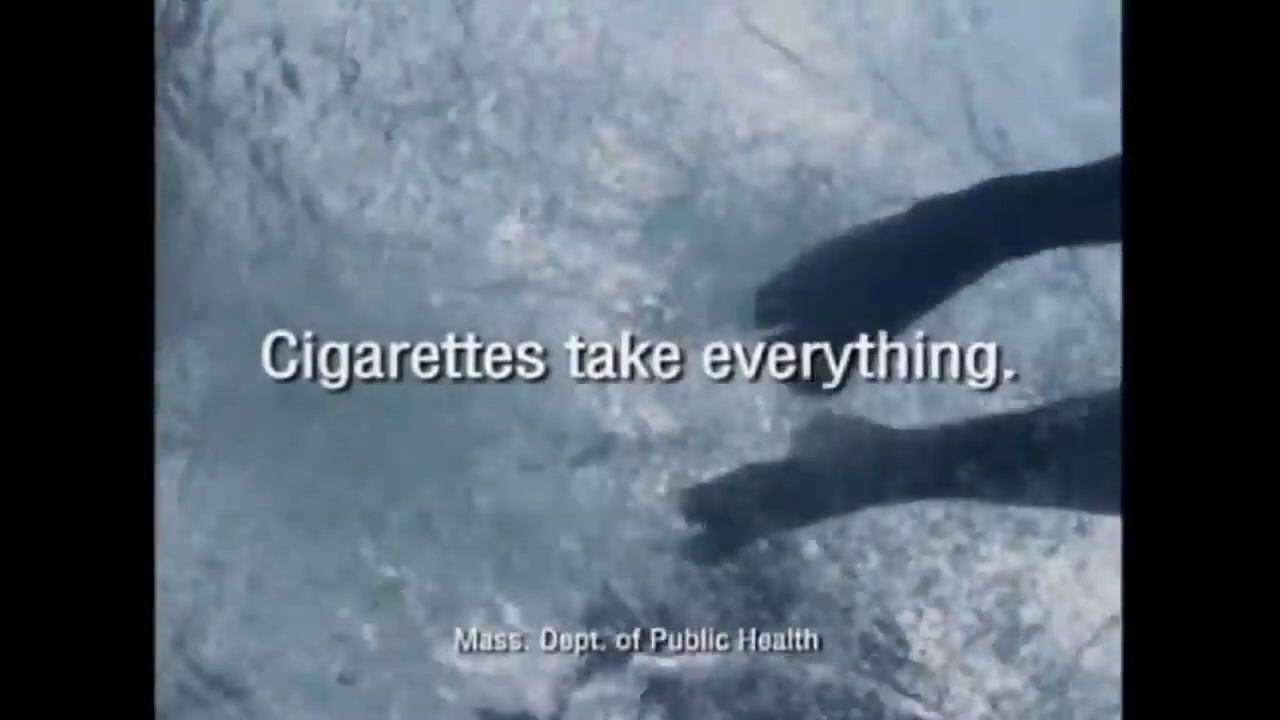 Cigarettes take everything.
Mass. Dept. of Public Health